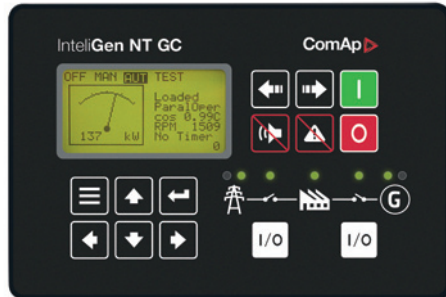 InteliGen NT GC
ComAp
OFF MAN AUT TEST
Loaded
ParalOper
cos 0.99C
RPM 1509
No Timer
137 kW
0
I
O
G
I/O
I/O